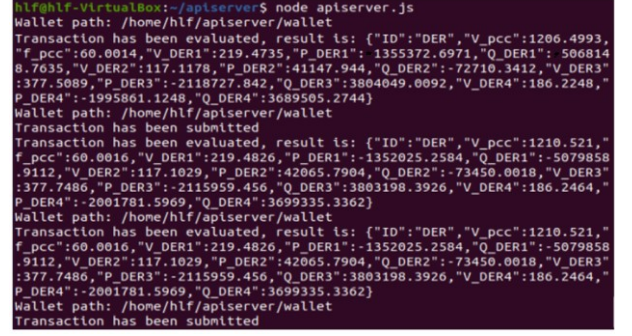 hlf@hlf-VirtualBox:~/apiserver$ node apiserver.js
Wallet path: /home/hlf/apiserver/wallet
Transaction has been evaluated, result is: {"ID":"DER","V_pcc":1206.4993,
"f_pcc":60.0014,"V_DER1":219.4735,"P_DER1":-1355372.6971,"Q_DER1":-506814
8.7635,"V_DER2":117.1178,"P_DER2":41147.944,"Q_DER2":-72710.3412,"V_DER3"
:377.5089,"P_DER3":-2118727.842,"Q_DER3":3804049.0092,"V_DER4":186.2248,"
P_DER4":-1995861.1248,"Q_DER4":3689505.2744}
Wallet path: /home/hlf/apiserver/wallet
Transaction has been submitted
Transaction has been evaluated, result is: {"ID":"DER","V_pcc":1210.521,"
f_pcc":60.0016,"V_DER1":219.4826,"P_DER1":-1352025.2584,"Q_DER1":-5079858
.9112,"V_DER2":117.1029,"P_DER2":42065.7904,"Q_DER2":-73450.0018,"V_DER3"
:377.7486,"P_DER3":-2115959.456,"Q_DER3":3803198.3926,"V_DER4":186.2464,"
P_DER4":-2001781.5969,"Q_DER4":3699335.3362}
Wallet path: /home/hlf/apiserver/wallet
Transaction has been evaluated, result is: {"ID":"DER","V_pcc":1210.521,"
f_pcc":60.0016,"V_DER1":219.4826,"P_DER1":-1352025.2584,"Q_DER1":-5079858
.9112,"V_DER2":117.1029,"P_DER2":42065.7904,"Q_DER2":-73450.0018,"V_DER3"
:377.7486,"P_DER3":-2115959.456,"Q_DER3":3803198.3926,"V_DER4":186.2464,"
P_DER4":-2001781.5969,"Q_DER4":3699335.3362}
Wallet path: /home/hlf/apiserver/wallet
Transaction has been submitted